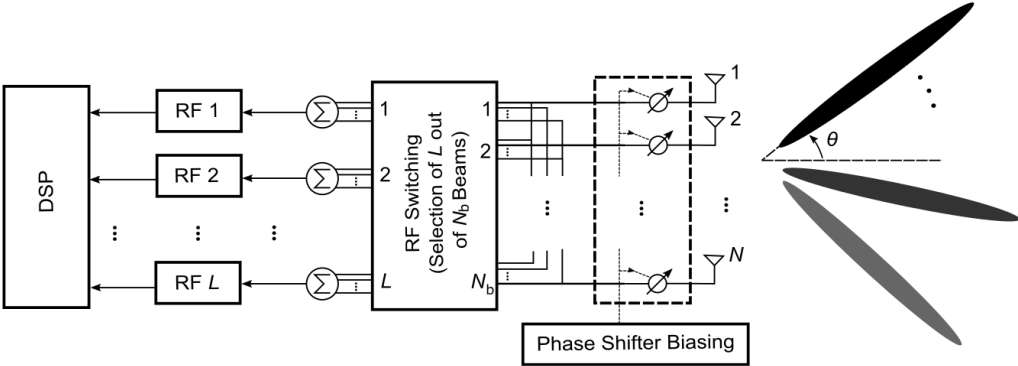 DSP
RF 1
RF 2
RF L
Σ
Σ
Σ
1
2
L
RF Switching
(Selection of L out
of Nb Beams)
1
2
Nb
1
2
N
θ
Phase Shifter Biasing